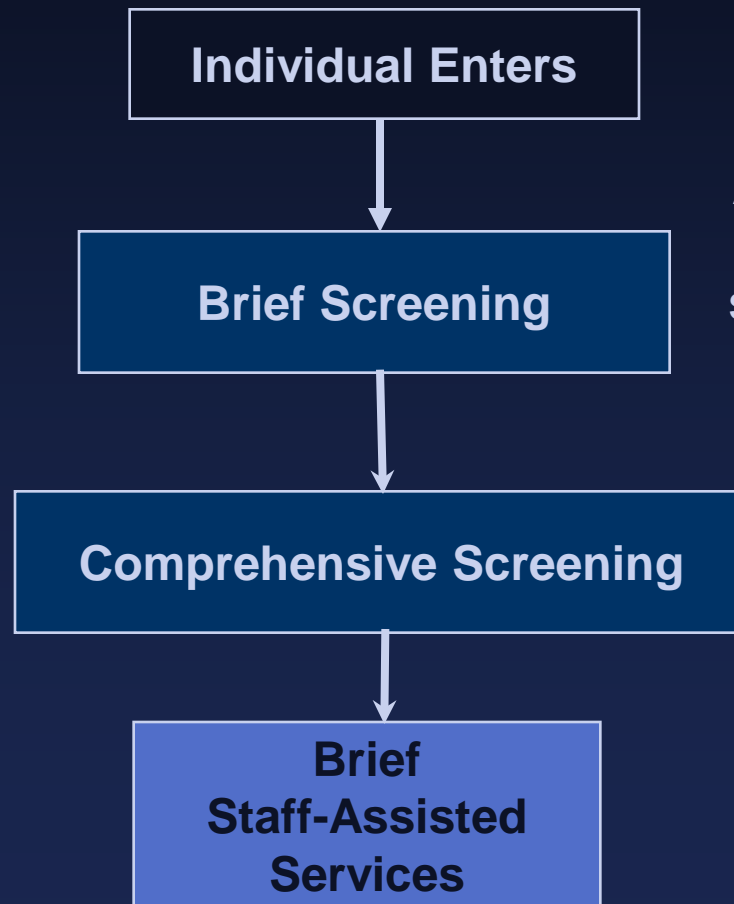 Individual Enters
Brief Screening
Comprehensive Screening
Brief
Staff-Assisted
Services